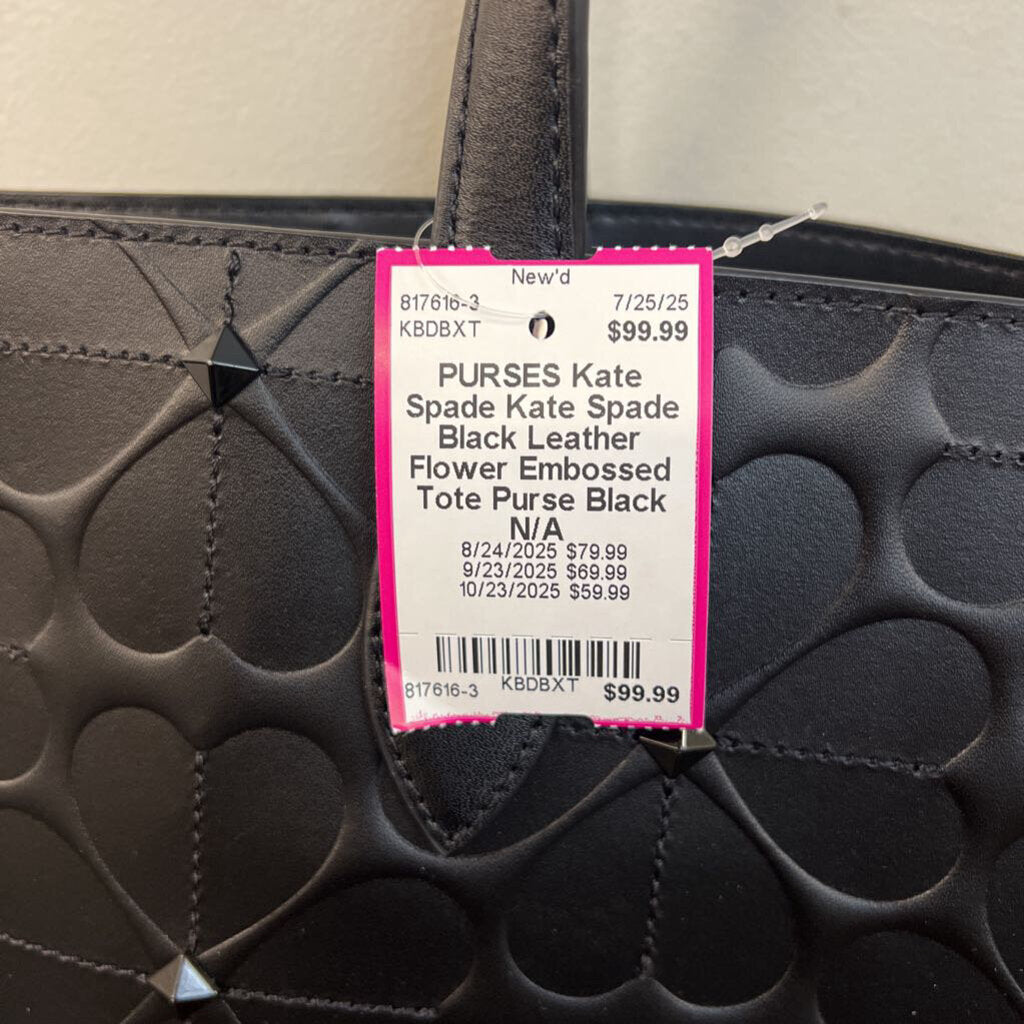 New'd
817616-3 7/25/25
KBDBXT $99.99
PURSES Kate
Spade Kate Spade
Black Leather
Flower Embossed
Tote Purse Black
N/A
8/24/2025 $79.99
9/23/2025 $69.99
10/23/2025 $59.99
817616-3 KBDBXT $99.99